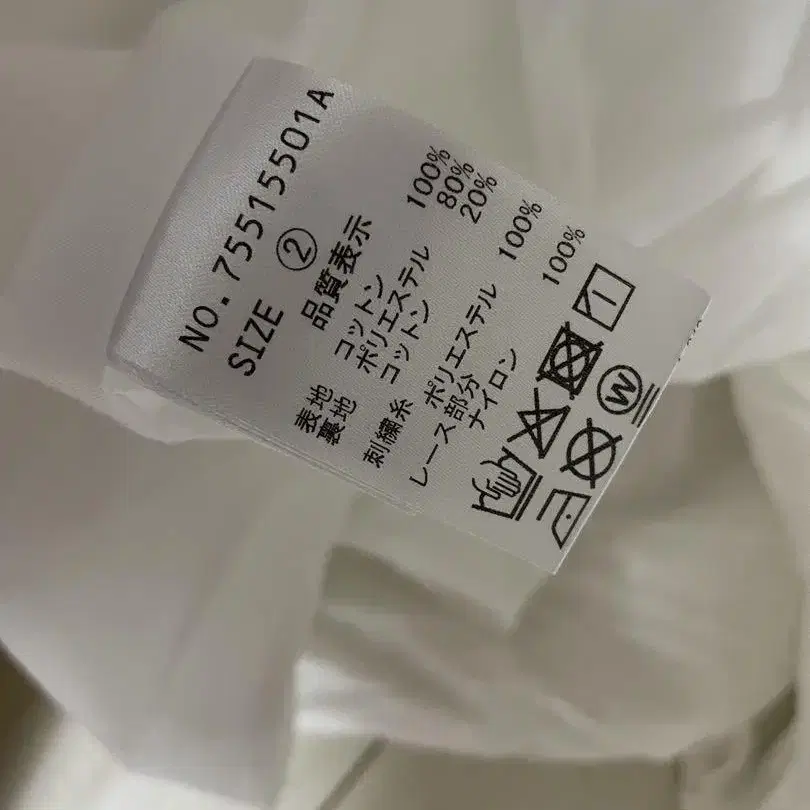 NO.75515501A
SIZE ②
品質表示
表地 コットン 100%
裏地 ポリエステル 80%
コットン 20%
刺繍糸 ポリエステル 100%
レース部分
ナイロン 100%
W